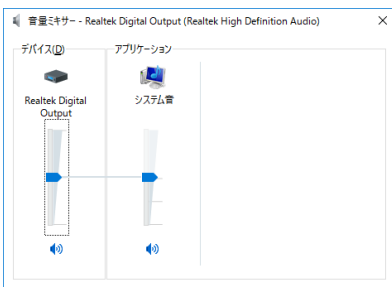 音量ミキサー - Realtek Digital Output (Realtek High Definition Audio)
デバイス(D)
アプリケーション
Realtek Digital
Output
システム音